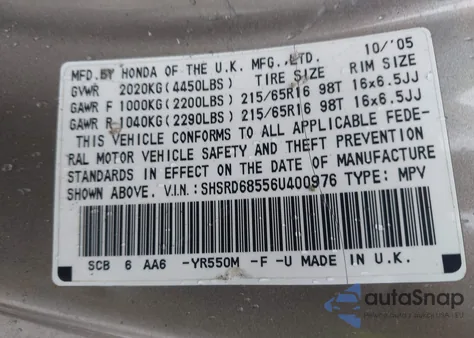 MFD. BY HONDA OF THE U.K. MFG.,LTD. 10/'05
GVWR 2020KG(4450LBS) TIRE SIZE RIM SIZE
GAWR F 1000KG(2200LBS) 215/65R16 98T 16x6.5JJ
GAWR R 1040KG(2290LBS) 215/65R16 98T 16x6.5JJ
THIS VEHICLE CONFORMS TO ALL APPLICABLE FEDE-
RAL MOTOR VEHICLE SAFETY AND THEFT PREVENTION
STANDARDS IN EFFECT ON THE DATE OF MANUFACTURE
SHOWN ABOVE. V.I.N.: SHSRD68556U400976 TYPE: MPV
SCB 6 AA6 -YR550M -F -U MADE IN U.K.
autoSnap